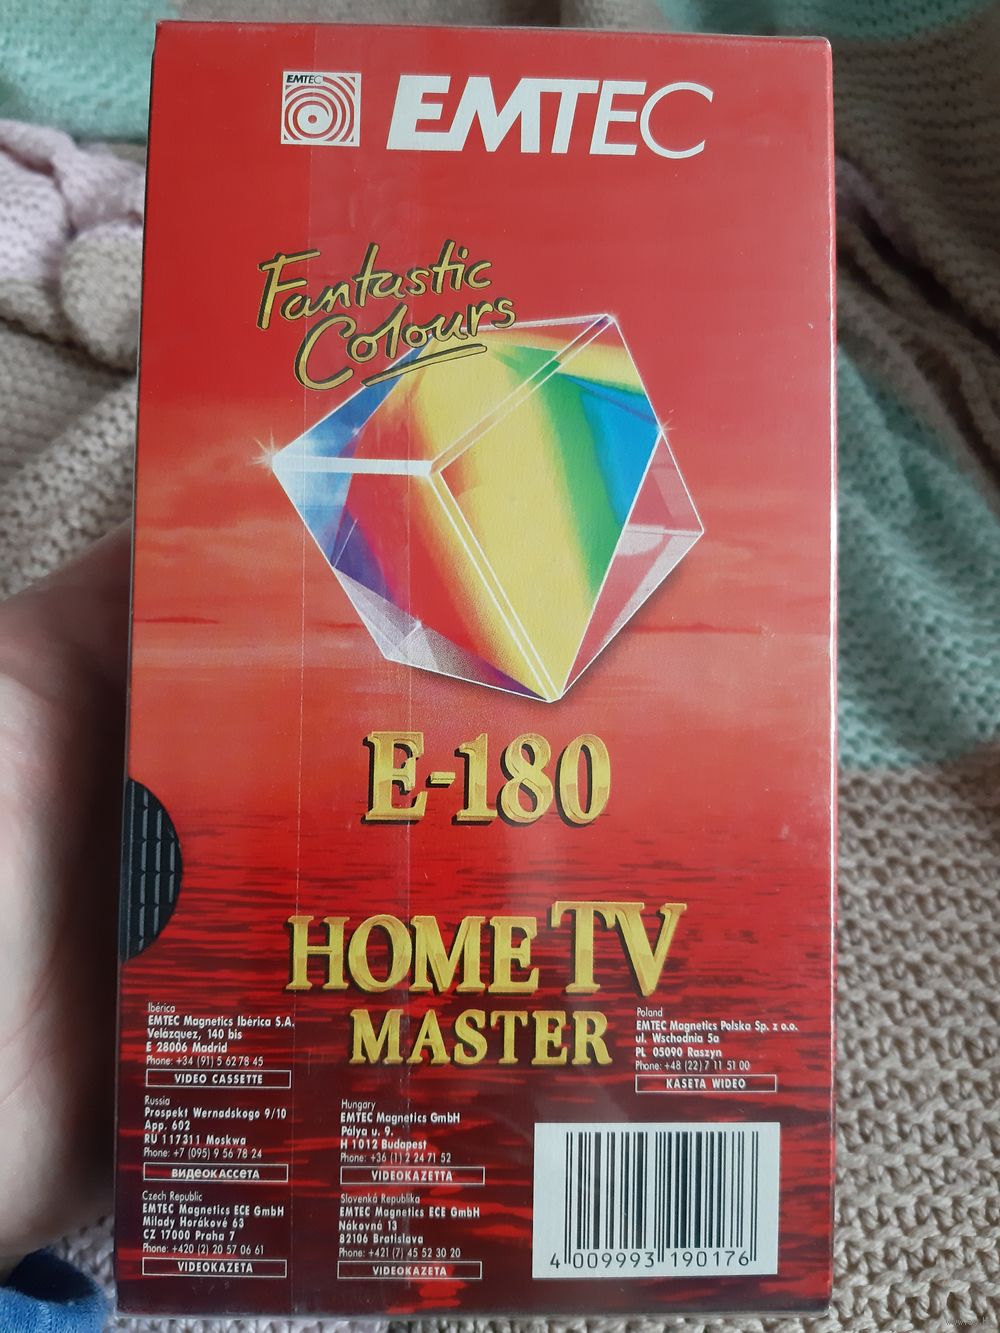 EMTEC
EMTEC
Fantastic
Colours
E-180
HOME TV
MASTER
Ibérica
EMTEC Magnetics Ibérica S.A.
Velázquez, 140 bis
E 28006 Madrid
Phone: +34 (91) 5 62 78 45
VIDEO CASSETTE
Poland
EMTEC Magnetics Polska Sp. z o.o.
ul. Wschodnia 5a
PL 05090 Raszyn
Phone: +48 (22) 7 11 51 00
KASETA WIDEO
Russia
Prospekt Wernadskogo 9/10
App. 602
RU 117311 Moskwa
Phone: +7 (095) 9 56 78 24
видеокассета
Hungary
EMTEC Magnetics GmbH
Pálya u. 9.
H 1012 Budapest
Phone: +36 (1) 2 24 71 52
VIDEOKAZETTA
Czech Republic
EMTEC Magnetics ECE GmbH
Milady Horákové 63
CZ 17000 Praha 7
Phone: +420 (2) 20 57 06 61
VIDEOKAZETA
Slovenká Republika
EMTEC Magnetics ECE GmbH
Nákovná 13
82106 Bratislava
Phone: +421 (7) 45 52 30 20
VIDEOKAZETA
4 009993 190176